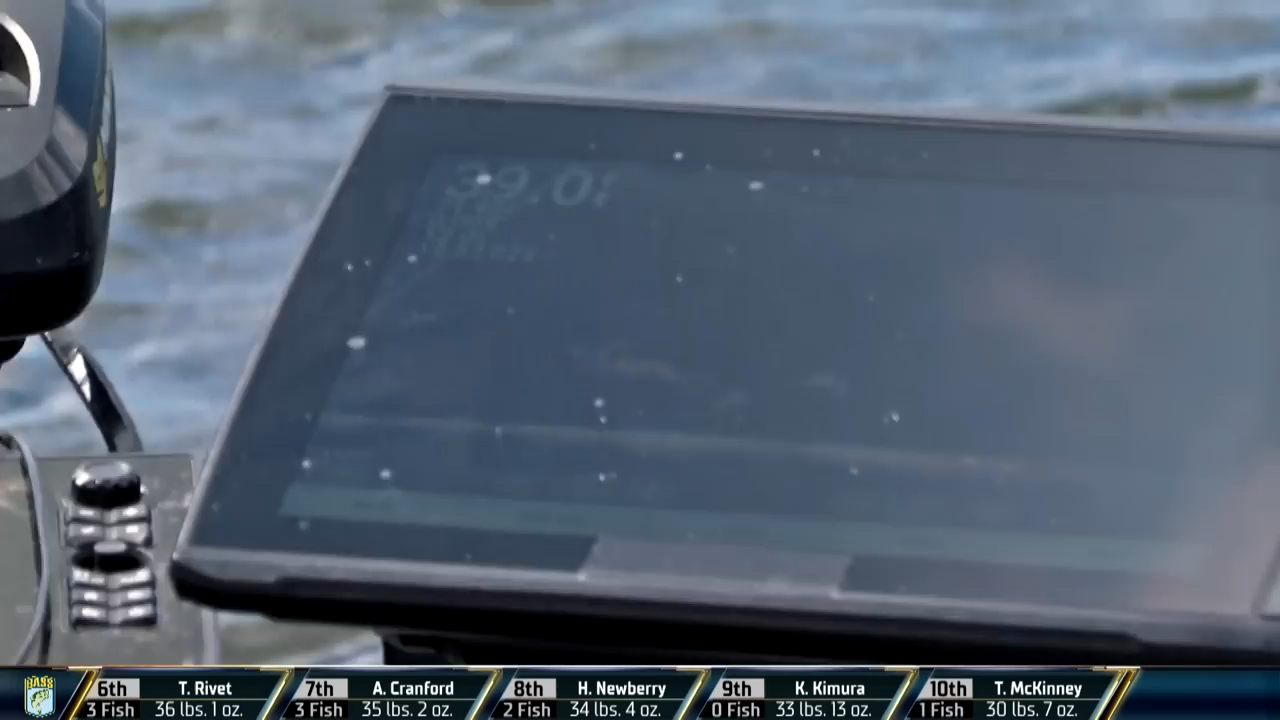 39.0
BASS
6th T. Rivet
3 Fish 36 lbs. 1 oz.
7th A. Cranford
3 Fish 35 lbs. 2 oz.
8th H. Newberry
2 Fish 34 lbs. 4 oz.
9th K. Kimura
0 Fish 33 lbs. 13 oz.
10th T. McKinney
1 Fish 30 lbs. 7 oz.